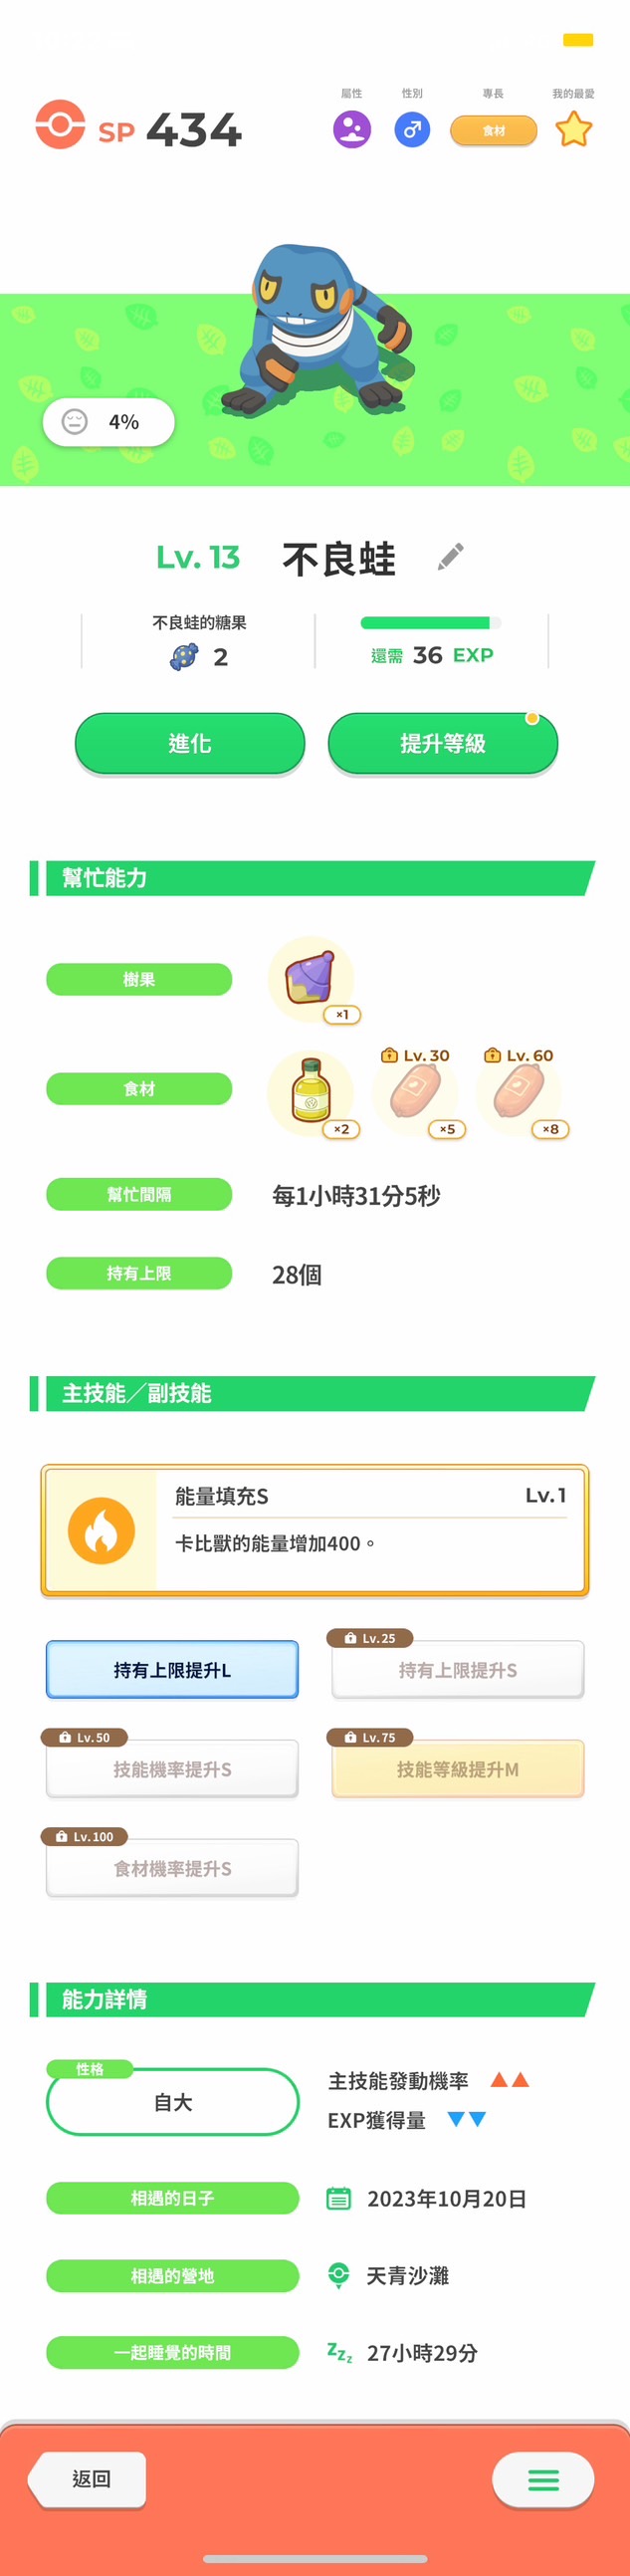 屬性 性別 專長 我的最愛
SP 434 食材
4%
Lv. 13 不良蛙
不良蛙的糖果
2 還需 36 EXP
進化 提升等級
幫忙能力
樹果
×1
Lv. 30 Lv. 60
食材
×2 ×5 ×8
幫忙間隔 每1小時31分5秒
持有上限 28個
主技能／副技能
能量填充S Lv. 1
卡比獸的能量增加400。
Lv. 25
持有上限提升L 持有上限提升S
Lv. 50 Lv. 75
技能機率提升S 技能等級提升M
Lv. 100
食材機率提升S
能力詳情
性格
自大
主技能發動機率
EXP獲得量
相遇的日子 2023年10月20日
相遇的營地 天青沙灘
一起睡覺的時間 zzz 27小時29分
返回